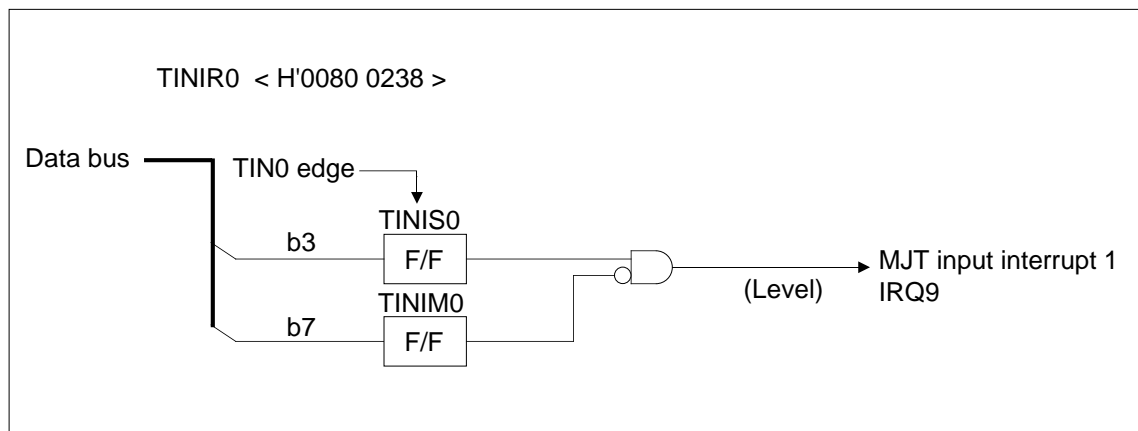 TINIR0 < H'0080 0238 >
Data bus
TIN0 edge
TINIS0
b3
F/F
MJT input interrupt 1
IRQ9
(Level)
TINIM0
b7
F/F